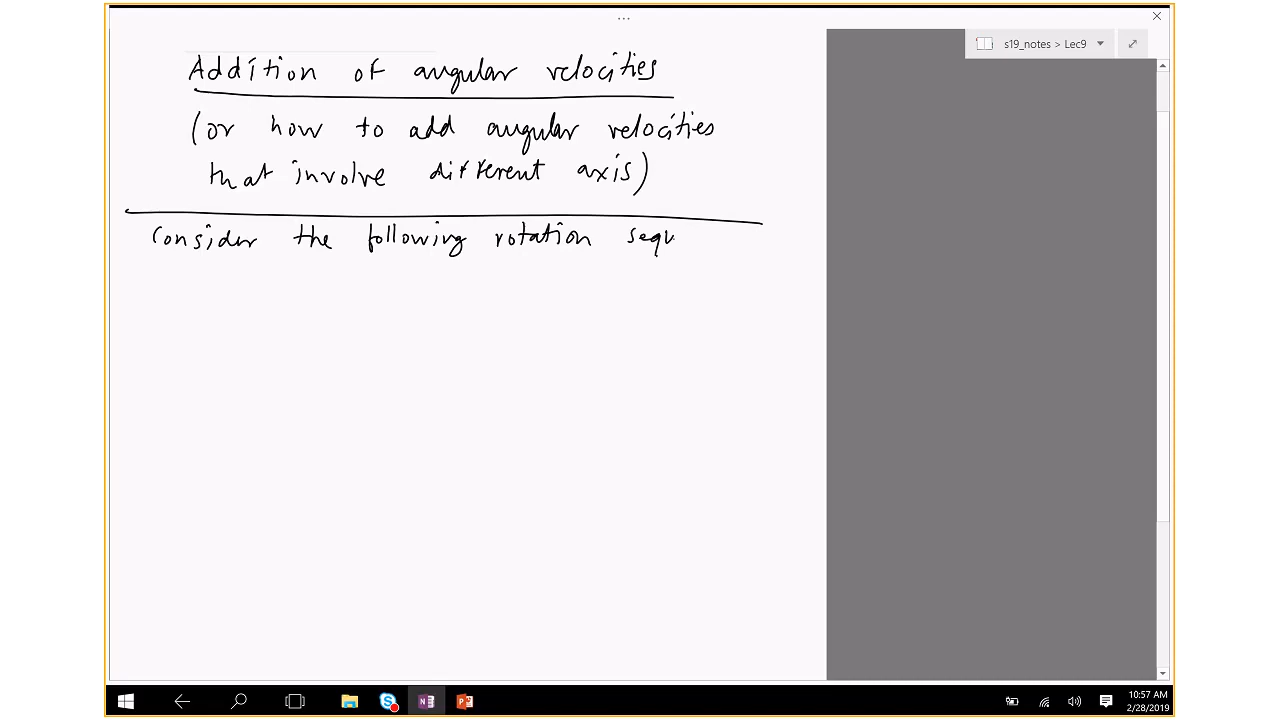 ...
s19_notes > Lec9
Addition of angular velocities
(or how to add angular velocities
that involve different axis)
Consider the following rotation sequ
10:57 AM
2/28/2019